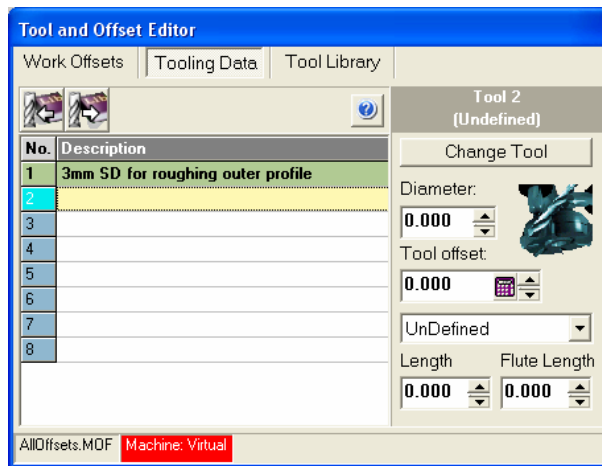 Tool and Offset Editor
Work Offsets Tooling Data Tool Library
Tool 2
(Undefined)
No. Description
1 3mm SD for roughing outer profile
2
3
4
5
6
7
8
Change Tool
Diameter:
0.000
Tool offset:
0.000
UnDefined
Length Flute Length
0.000 0.000
AllOffsets.MOF Machine: Virtual